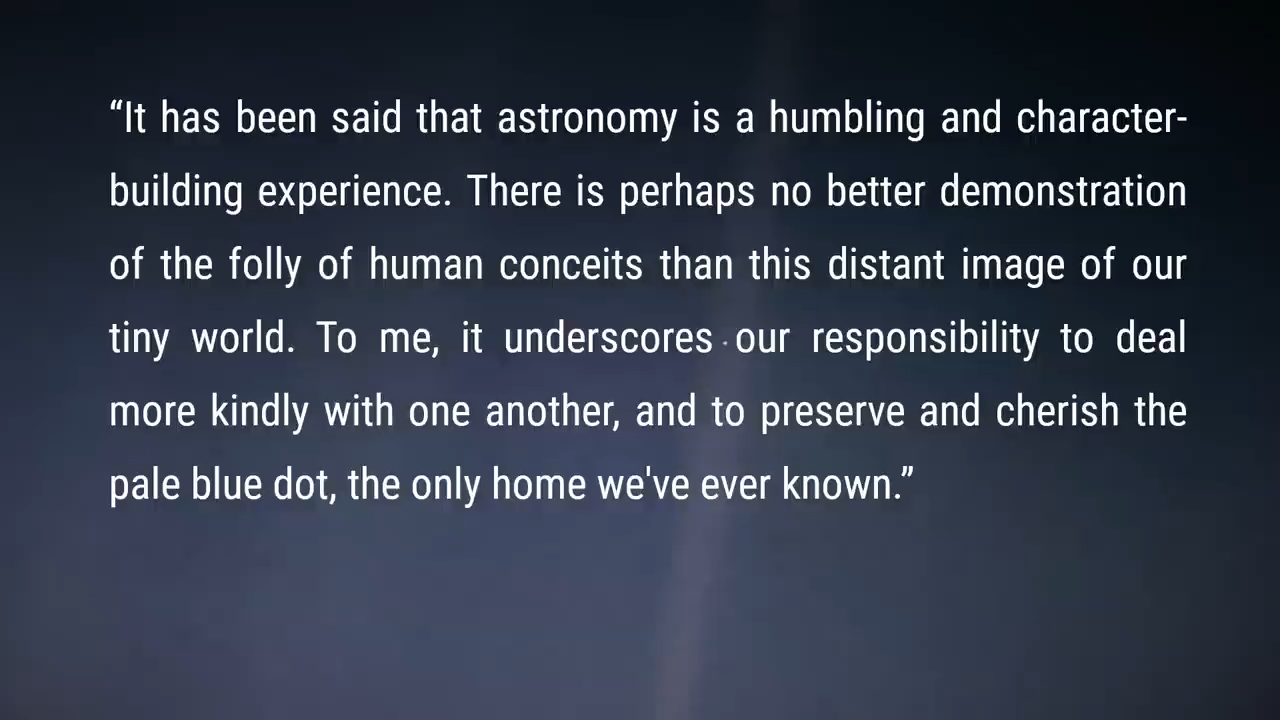 “It has been said that astronomy is a humbling and character-
building experience. There is perhaps no better demonstration
of the folly of human conceits than this distant image of our
tiny world. To me, it underscores our responsibility to deal
more kindly with one another, and to preserve and cherish the
pale blue dot, the only home we've ever known.”